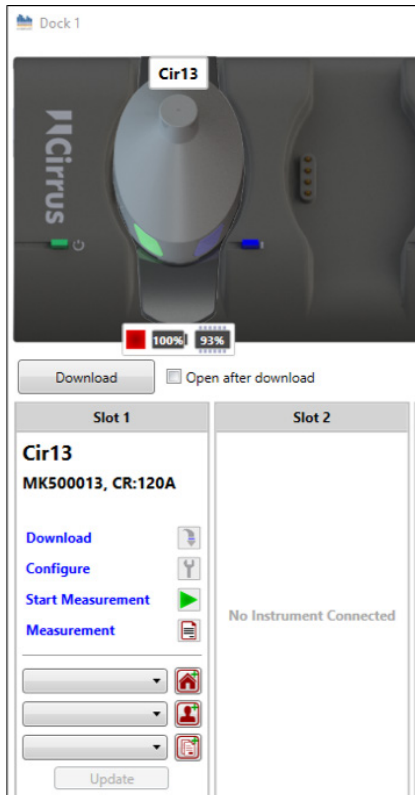 Dock 1
Cir13
Cirrus
100% 93%
Download Open after download
Slot 1 Slot 2
Cir13
MK500013, CR:120A
Download
Configure
Start Measurement
Measurement
No Instrument Connected
Update